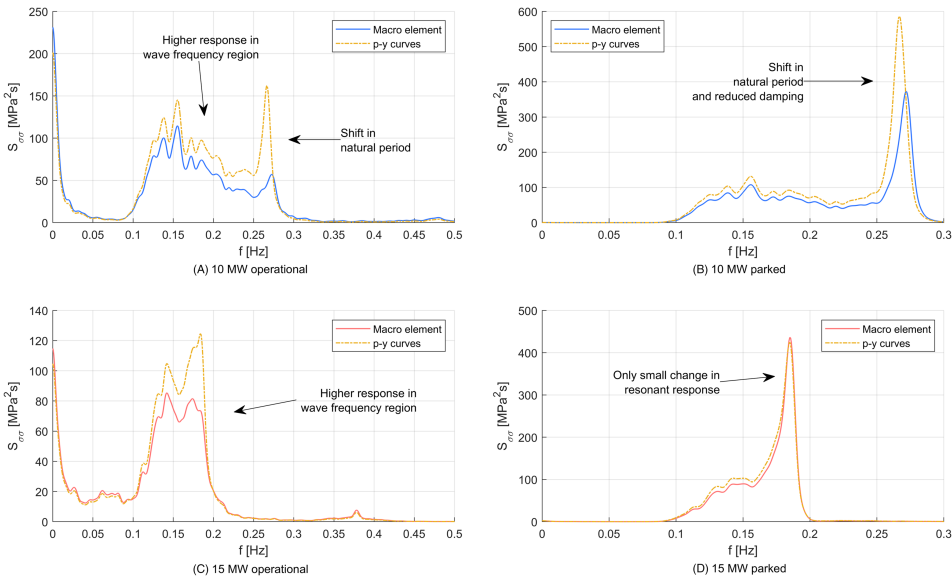 250
200
150
100
50
0
S_σσ [MPa²s]
Higher response in
wave frequency region
Shift in
natural period
Macro element
p-y curves
0 0.05 0.1 0.15 0.2 0.25 0.3 0.35 0.4 0.45 0.5
f [Hz]
(A) 10 MW operational
600
500
400
300
200
100
0
S_σσ [MPa²s]
Macro element
p-y curves
Shift in
natural period
and reduced damping
0 0.1 0.15 0.2 0.25 0.3
f [Hz]
(B) 10 MW parked
140
120
100
80
60
40
20
0
S_σσ [MPa²s]
Macro element
p-y curves
Higher response in
wave frequency region
0 0.05 0.1 0.15 0.2 0.25 0.3 0.35 0.4 0.45 0.5
f [Hz]
(C) 15 MW operational
500
400
300
200
100
0
S_σσ [MPa²s]
Macro element
p-y curves
Only small change in
resonant response
0 0.1 0.15 0.2 0.25 0.3
f [Hz]
(D) 15 MW parked